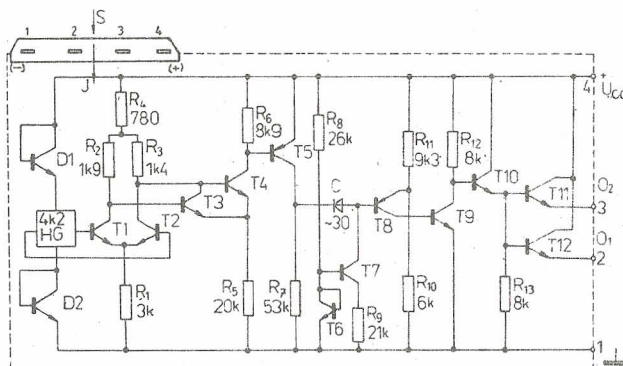 S
1 2 3 4
(-) J (+)
4 + Ucc
R4
780
R6
8k9
R8
26k
R11
9k3
R12
8k
T5
D1
R2
1k9
R3
1k4
T4
T10
T11
O2
3
C
~30
T8
T9
4k2
HG
T1
T2
T3
T12
O1
2
T7
D2
R1
3k
R5
20k
R7
53k
T6
R9
21k
R10
6k
R13
8k
1